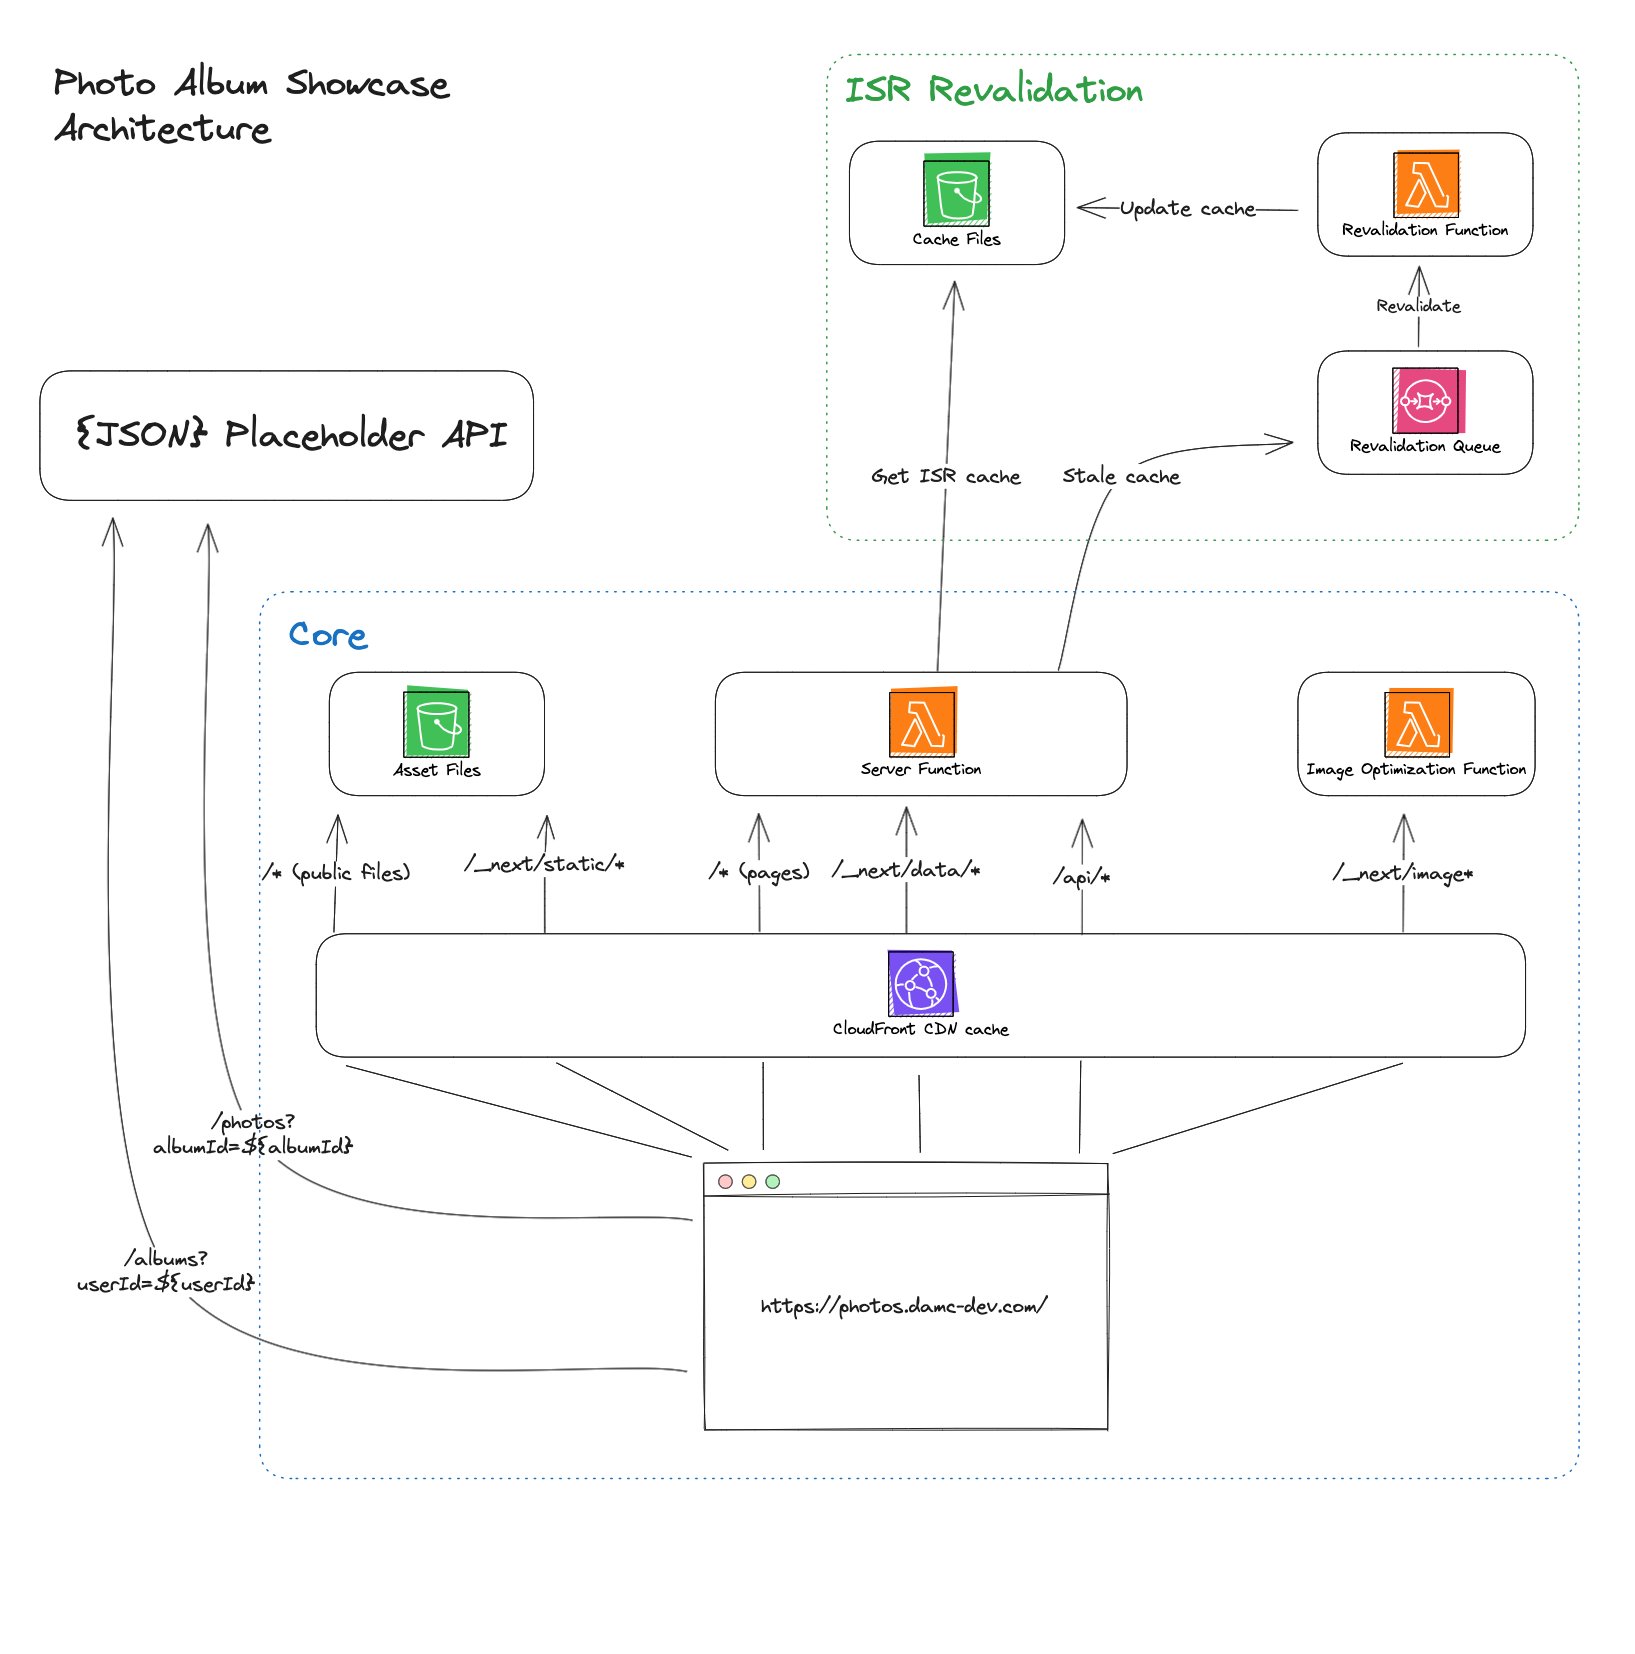 Photo Album Showcase
Architecture
ISR Revalidation
Cache Files
Update cache
Revalidation Function
Revalidate
Revalidation Queue
{JSON} Placeholder API
Get ISR cache
Stale cache
Core
Asset Files
Server Function
Image Optimization Function
/* (public files)
/_next/static/*
/* (pages)
/_next/data/*
/api/*
/_next/image*
CloudFront CDN cache
/photos?
albumId=${albumId}
/albums?
userId=${userId}
https://photos.damc-dev.com/